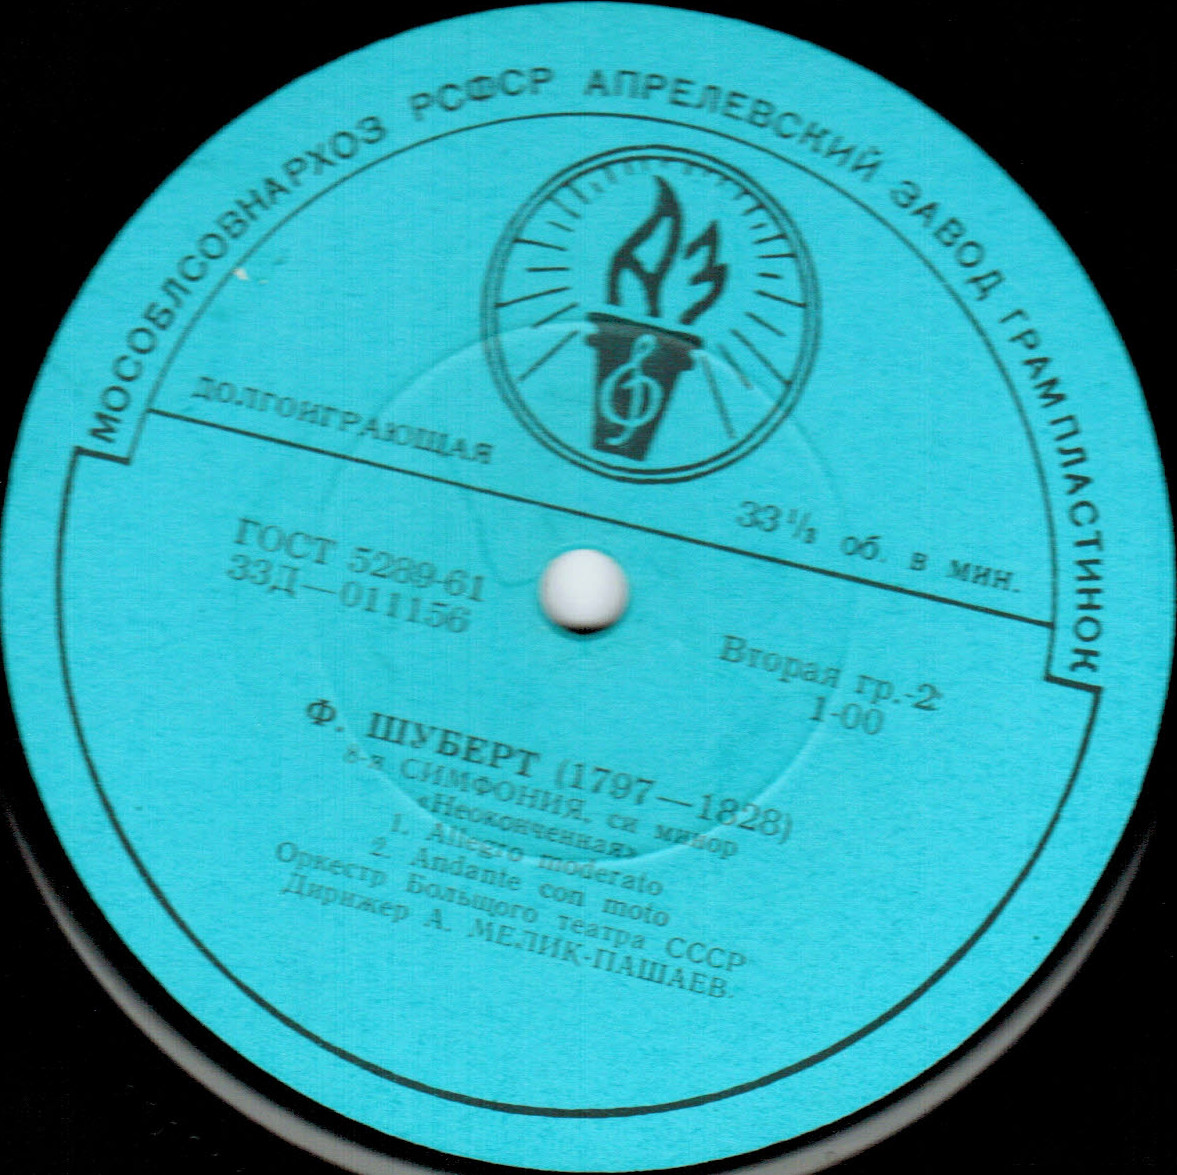 МОСОБЛСОВНАРХОЗ РСФСР АПРЕЛЕВСКИЙ ЗАВОД ГРАМПЛАСТИНОК
АЗ
ДОЛГОИГРАЮЩАЯ
33 1/3 об. в мин.
ГОСТ 5289-61
33Д—011156
Вторая гр.-2
1-00
Ф. ШУБЕРТ (1797—1828)
8-я СИМФОНИЯ, си минор
«Неоконченная»
1. Allegro moderato
2. Andante con moto
Оркестр Большого театра СССР
Дирижер А. МЕЛИК-ПАШАЕВ.